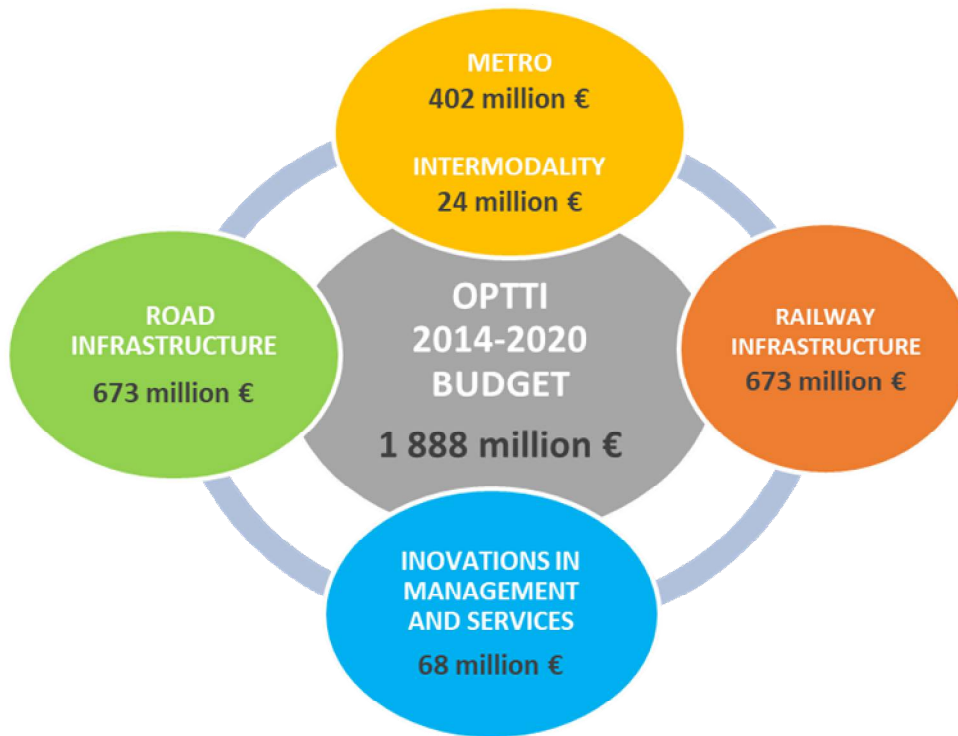 METRO
402 million €
INTERMODALITY
24 million €
ROAD
INFRASTRUCTURE
673 million €
OPTTI
2014-2020
BUDGET
1 888 million €
RAILWAY
INFRASTRUCTURE
673 million €
INOVATIONS IN
MANAGEMENT
AND SERVICES
68 million €